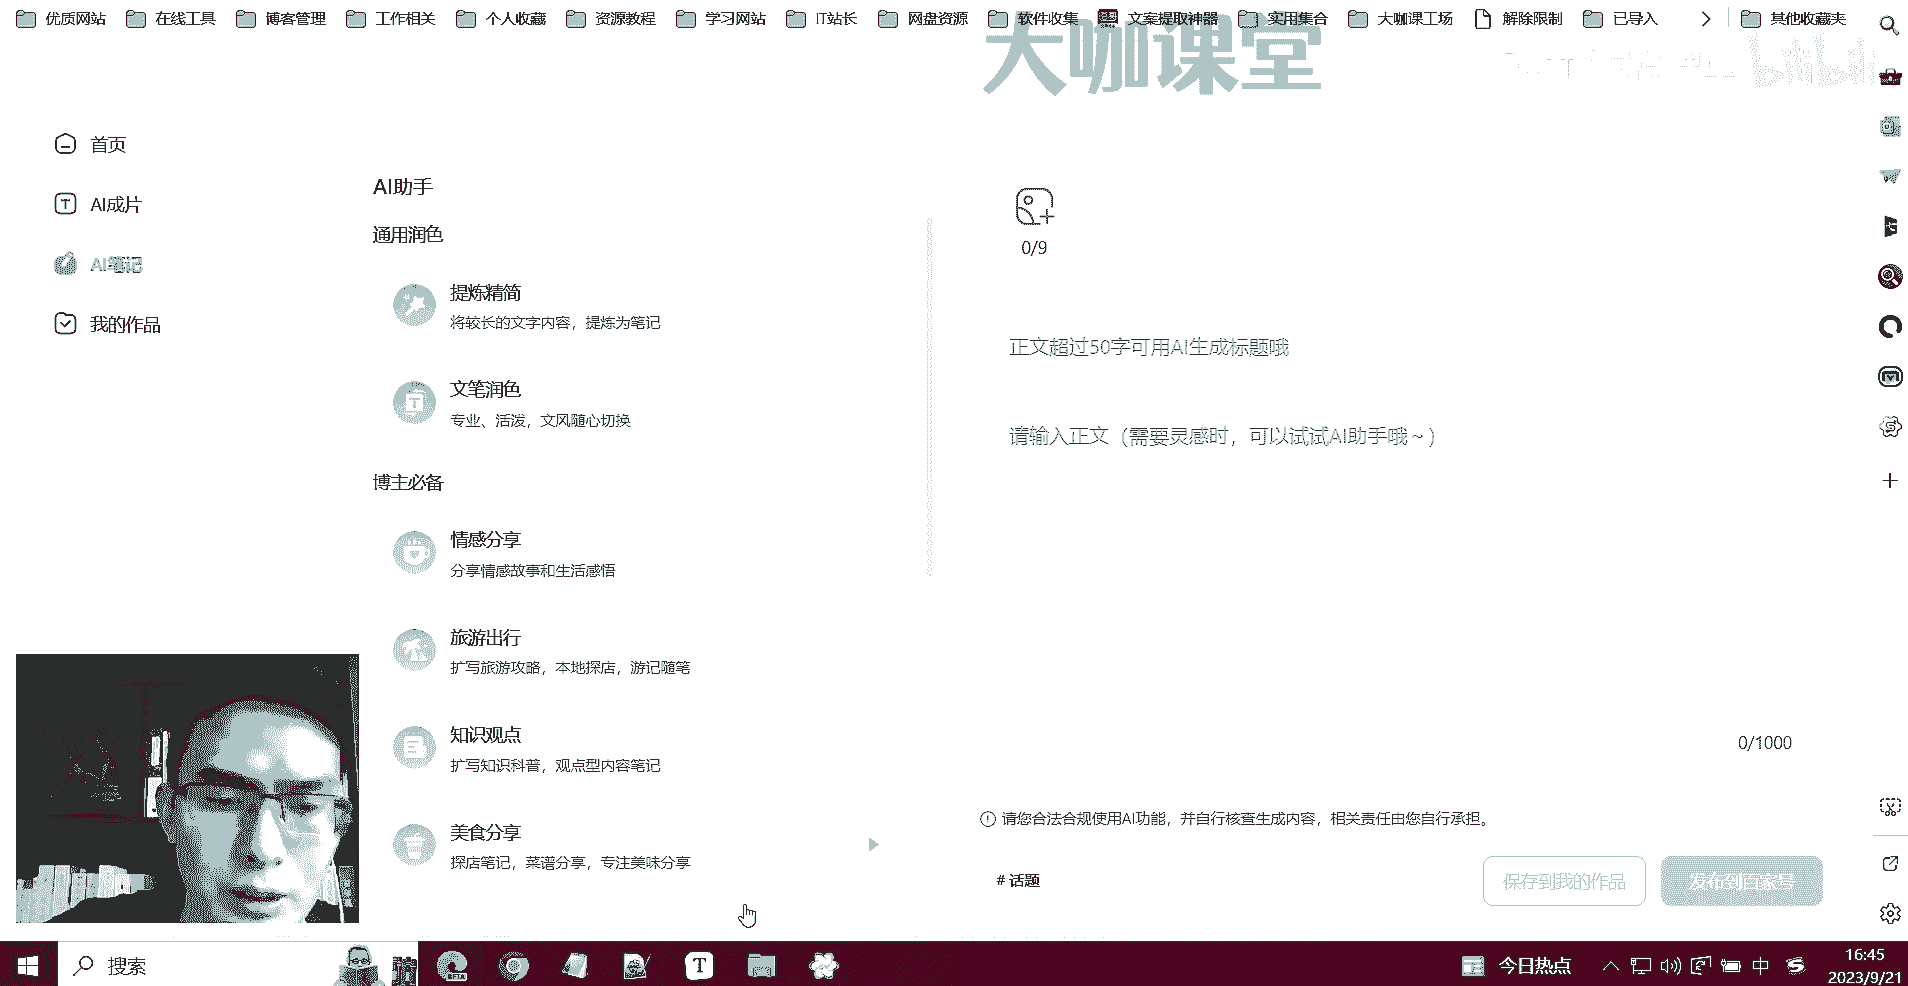 优质网站
在线工具
博客管理
工作相关
个人收藏
资源教程
学习网站
IT站长
网盘资源
软件收集
文案提取神器
实用集合
大咖课工场
解除限制
已导入
其他收藏夹
大咖课堂
首页
AI成片
AI笔记
我的作品
AI助手
通用润色
提炼精简
将较长的文字内容，提炼为笔记
文笔润色
专业、活泼，文风随心切换
博主必备
情感分享
分享情感故事和生活感悟
旅游出行
扩写旅游攻略，本地探店，游记随笔
知识观点
扩写知识科普，观点型内容笔记
美食分享
探店笔记，菜谱分享，专注美味分享
0/9
正文超过50字可用AI生成标题哦
请输入正文（需要灵感时，可以试试AI助手哦～）
0/1000
请您合法合规使用AI功能，并自行核查生成内容，相关责任由您自行承担。
# 话题
保存到我的作品
发布到百家号
搜索
BETA
T
今日热点
中
16:45
2023/9/21